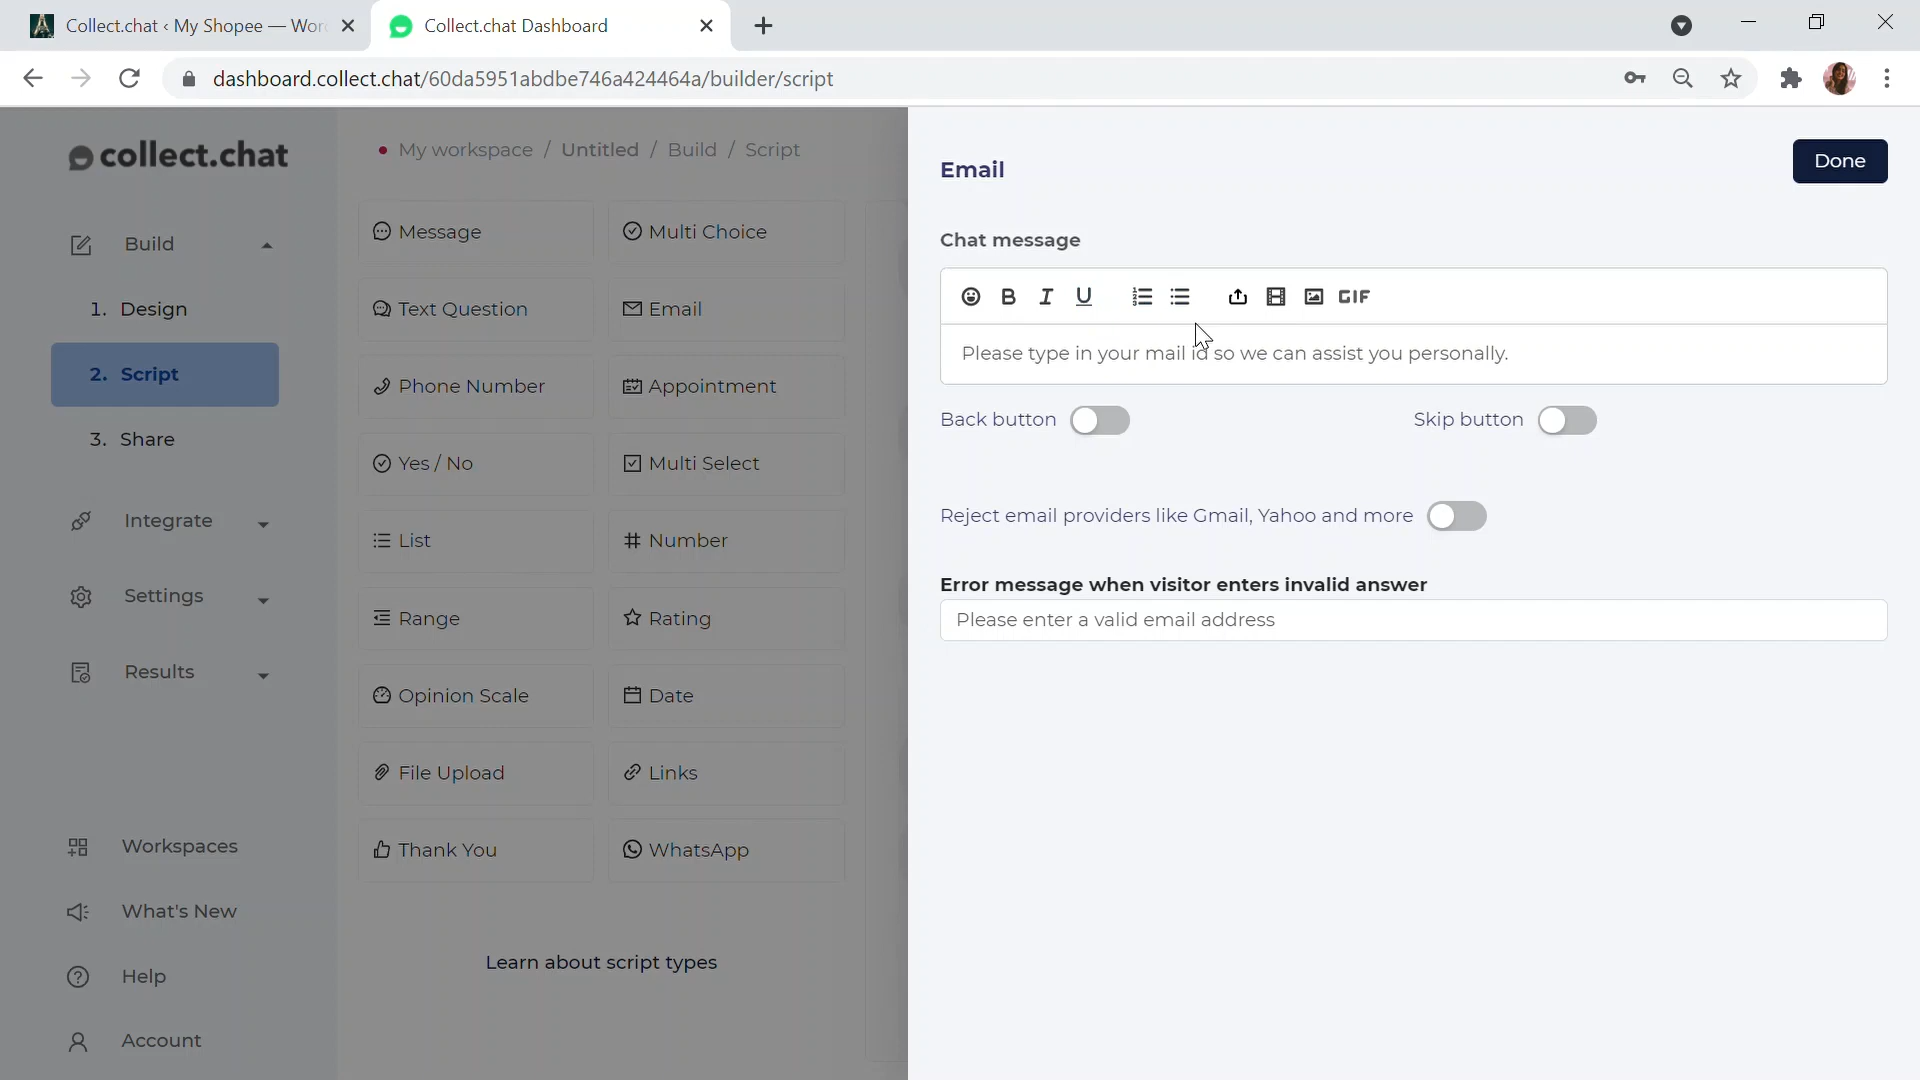 Collect.chat ‹ My Shopee — Wor
Collect.chat Dashboard
dashboard.collect.chat/60da5951abdbe746a424464a/builder/script
collect.chat
My workspace / Untitled / Build / Script
Build
1. Design
2. Script
3. Share
Integrate
Settings
Results
Workspaces
What's New
Help
Account
Message
Multi Choice
Text Question
Email
Phone Number
Appointment
Yes / No
Multi Select
List
Number
Range
Rating
Opinion Scale
Date
File Upload
Links
Thank You
WhatsApp
Learn about script types
Email
Done
Chat message
B I U GIF
Please type in your mail id so we can assist you personally.
Back button
Skip button
Reject email providers like Gmail, Yahoo and more
Error message when visitor enters invalid answer
Please enter a valid email address